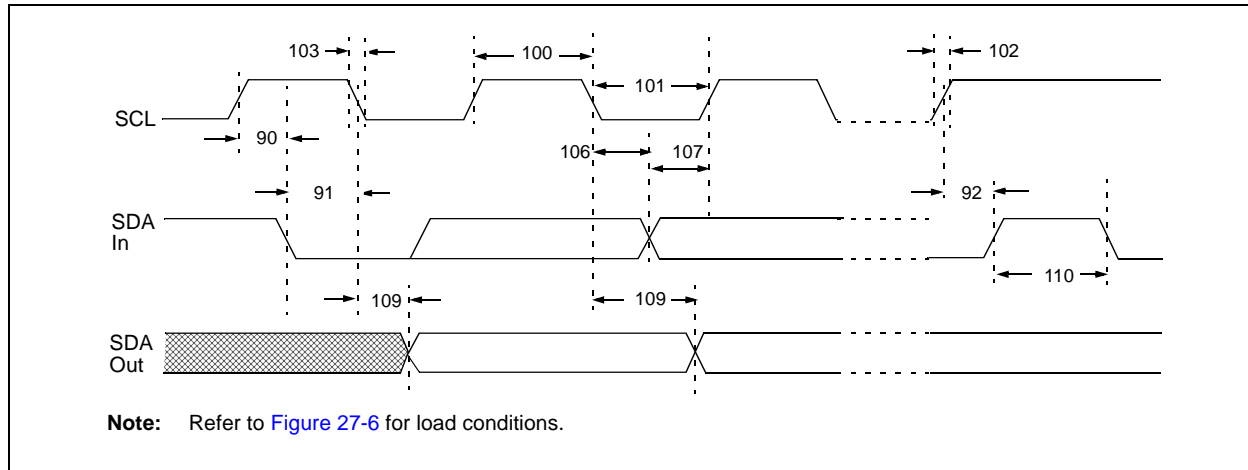 103
100
102
101
SCL
90
106
107
91
92
SDA
In
110
109
109
SDA
Out
Note: Refer to Figure 27-6 for load conditions.